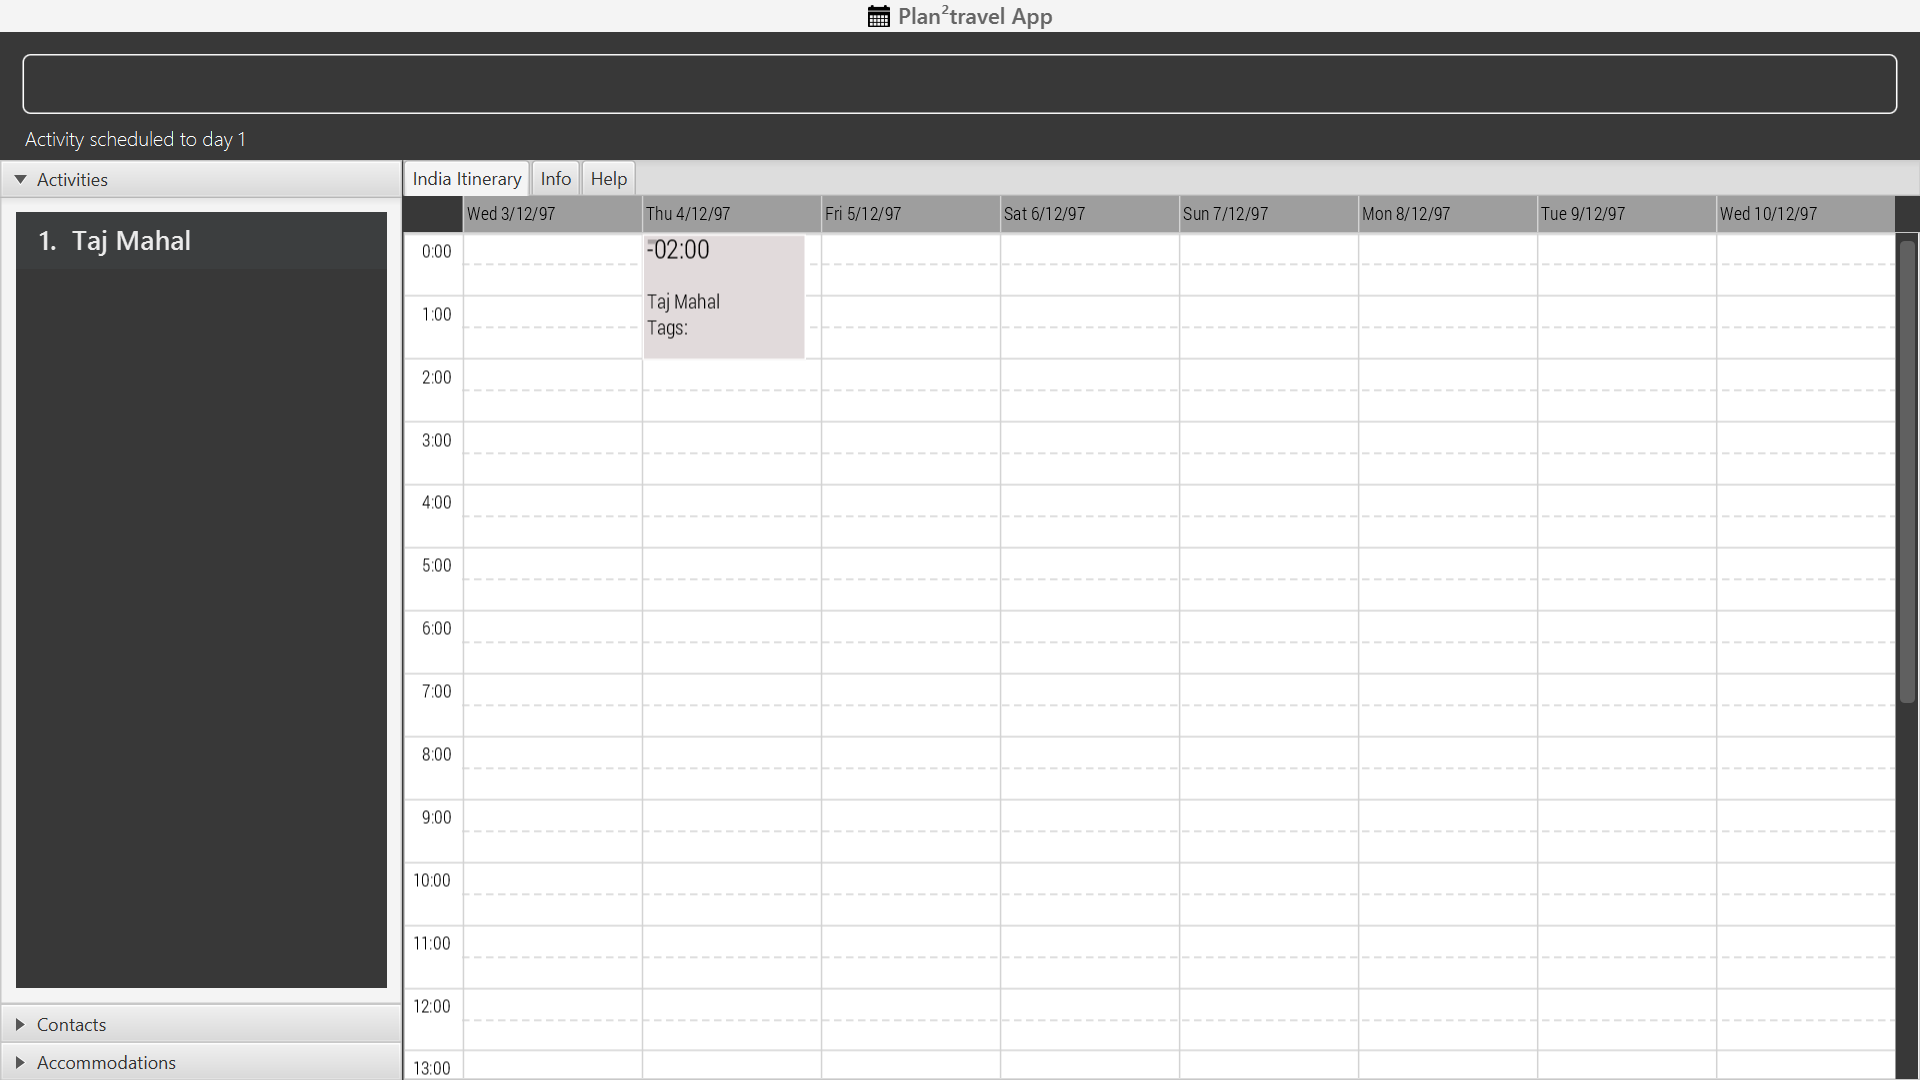 Plan²travel App
Activity scheduled to day 1
Activities
1. Taj Mahal
Contacts
Accommodations
India Itinerary Info Help
Wed 3/12/97 Thu 4/12/97 Fri 5/12/97 Sat 6/12/97 Sun 7/12/97 Mon 8/12/97 Tue 9/12/97 Wed 10/12/97
0:00
-02:00
Taj Mahal
Tags:
1:00
2:00
3:00
4:00
5:00
6:00
7:00
8:00
9:00
10:00
11:00
12:00
13:00